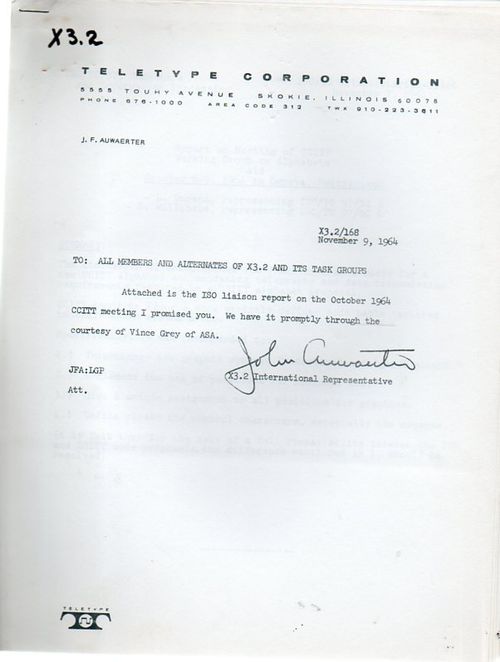 X3.2
TELETYPE CORPORATION
5555 TOUHY AVENUE SKOKIE, ILLINOIS 60076
PHONE 676-1000 AREA CODE 312 TWX 910-223-3611
J. F. AUWAERTER
X3.2/168
November 9, 1964
TO: ALL MEMBERS AND ALTERNATES OF X3.2 AND ITS TASK GROUPS
Attached is the ISO liaison report on the October 1964
CCITT meeting I promised you. We have it promptly through the
courtesy of Vince Grey of ASA.
John Auwaerter
JFA:LGP
X3.2 International Representative
Att.
TELETYPE